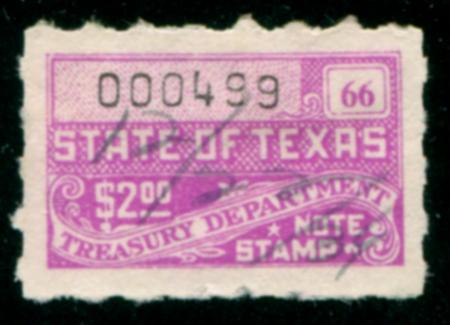 000499
66
STATE OF TEXAS
$2.00
TREASURY DEPARTMENT
NOTE
STAMP